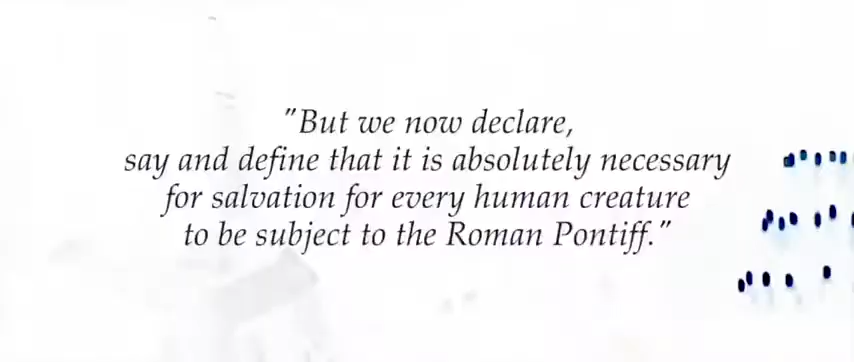 "But we now declare,
say and define that it is absolutely necessary
for salvation for every human creature
to be subject to the Roman Pontiff."